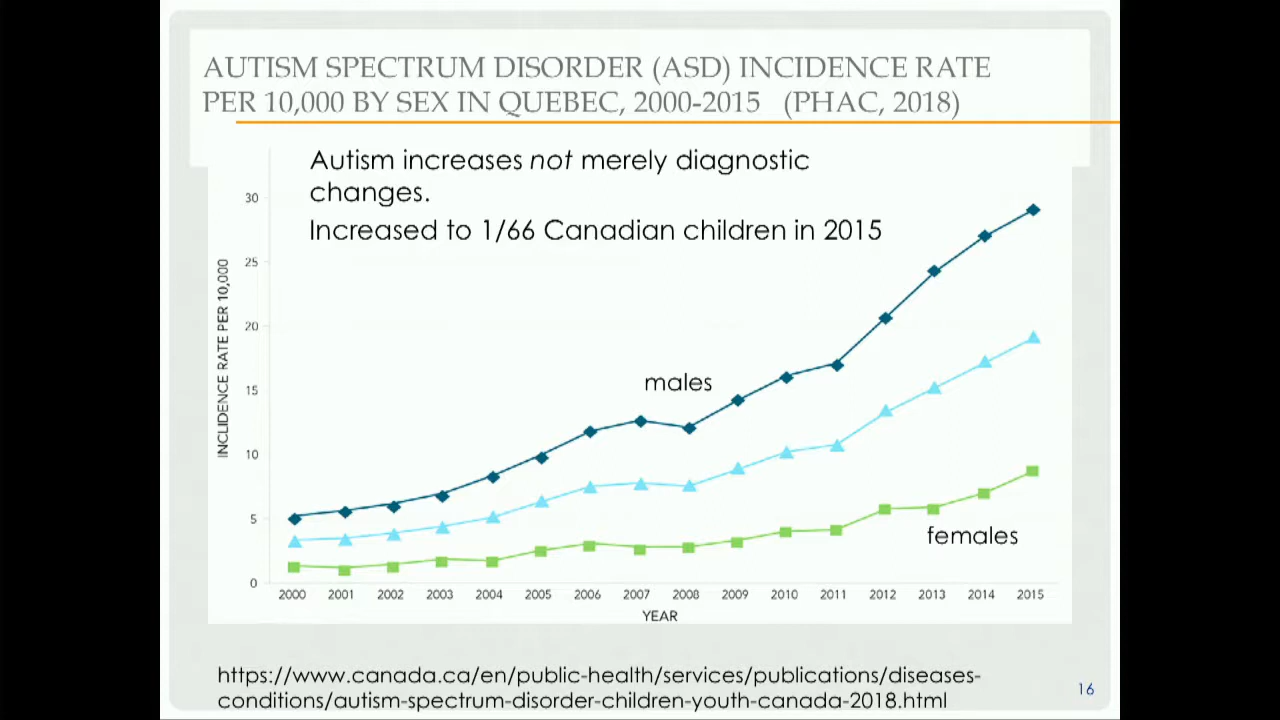 AUTISM SPECTRUM DISORDER (ASD) INCIDENCE RATE
PER 10,000 BY SEX IN QUEBEC, 2000-2015 (PHAC, 2018)
Autism increases not merely diagnostic
changes.
Increased to 1/66 Canadian children in 2015
INCLIDENCE RATE PER 10,000
30
25
20
15
10
5
0
males
females
2000 2001 2002 2003 2004 2005 2006 2007 2008 2009 2010 2011 2012 2013 2014 2015
YEAR
https://www.canada.ca/en/public-health/services/publications/diseases-
conditions/autism-spectrum-disorder-children-youth-canada-2018.html
16